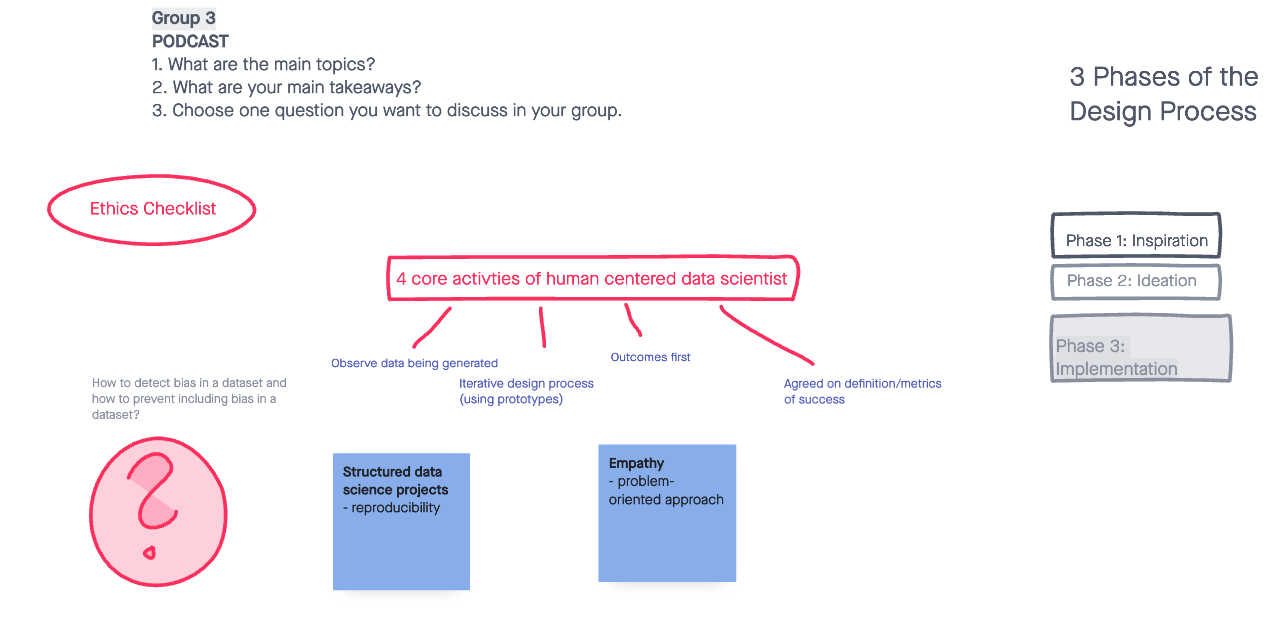 Group 3
PODCAST
1. What are the main topics?
2. What are your main takeaways?
3. Choose one question you want to discuss in your group.
3 Phases of the
Design Process
Ethics Checklist
4 core activties of human centered data scientist
Observe data being generated
Iterative design process
(using prototypes)
Outcomes first
Agreed on definition/metrics
of success
Phase 1: Inspiration
Phase 2: Ideation
Phase 3:
Implementation
How to detect bias in a dataset and
how to prevent including bias in a
dataset?
?
Structured data
science projects
- reproducibility
Empathy
- problem-
oriented approach